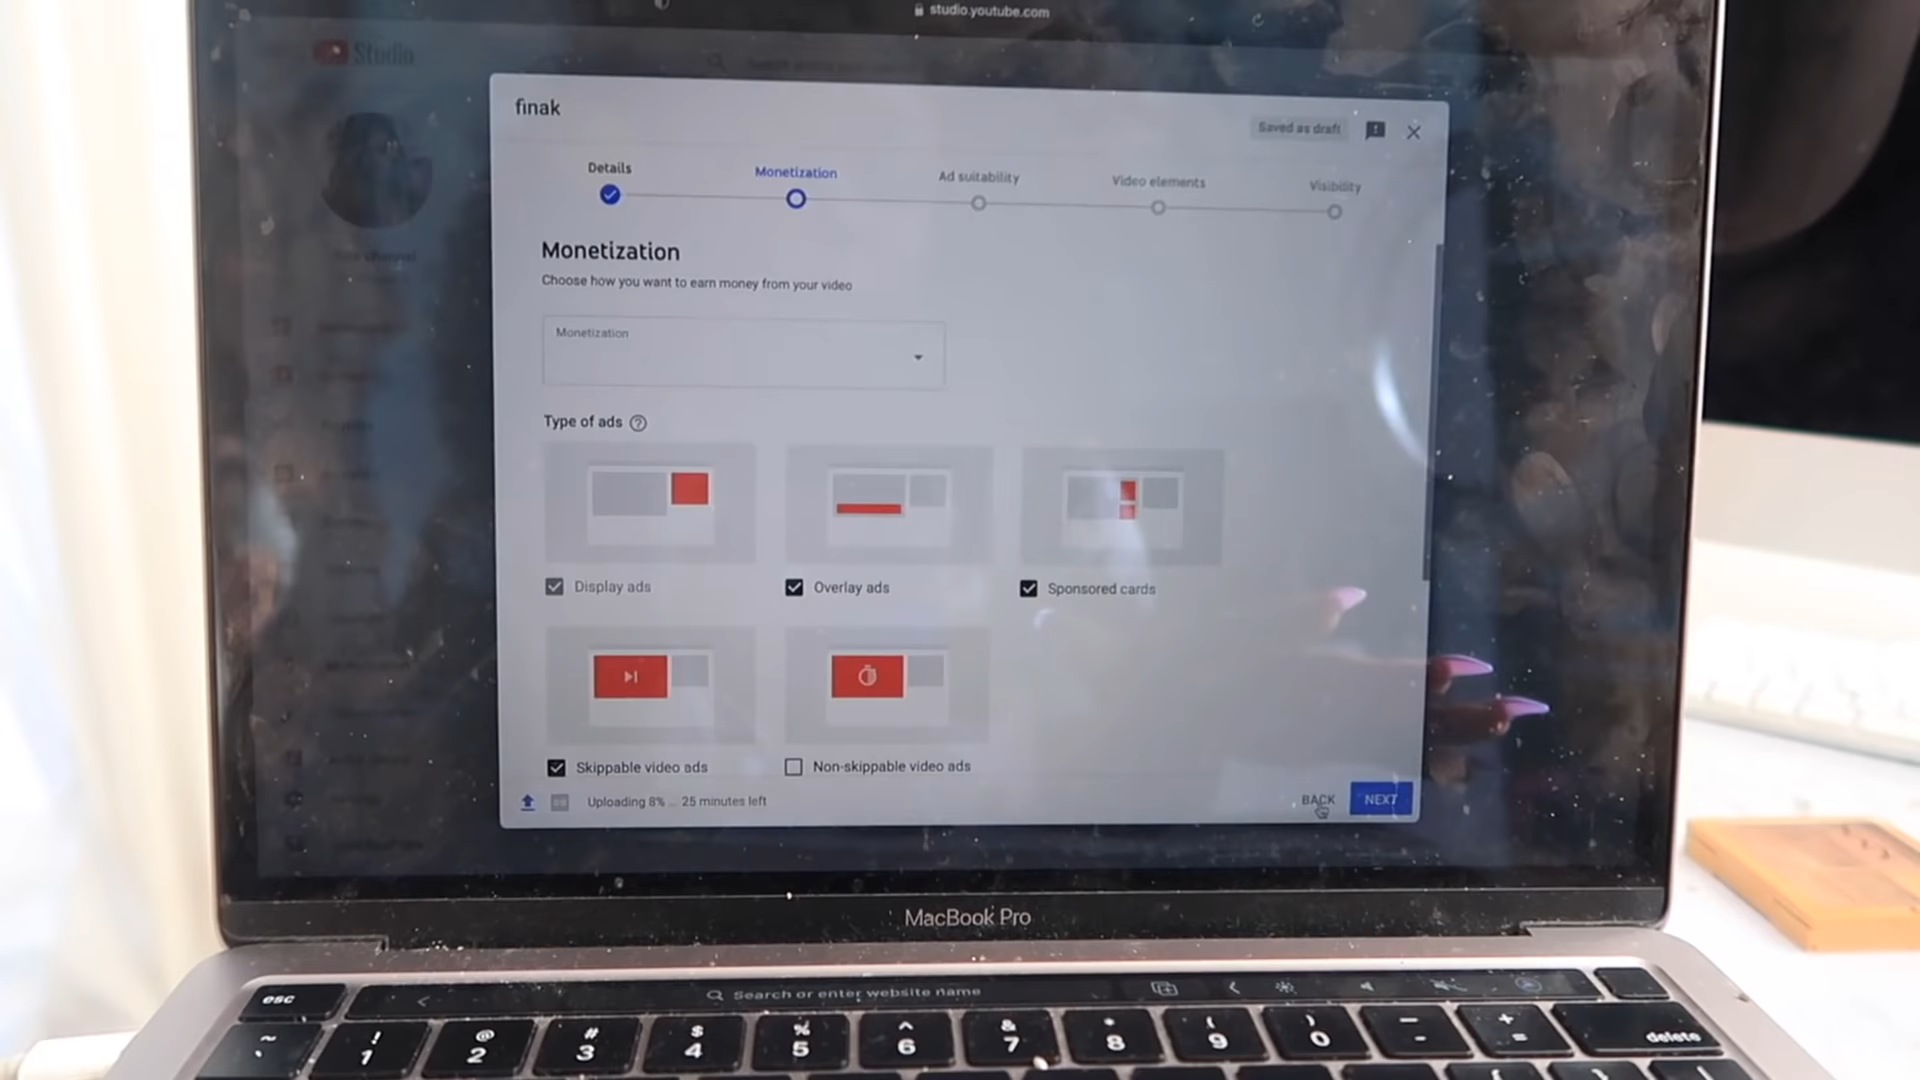 studio.youtube.com
Studio
finak
Saved as draft
Details
Monetization
Ad suitability
Video elements
Visibility
Monetization
Choose how you want to earn money from your video
Monetization
Type of ads
Display ads
Overlay ads
Sponsored cards
Skippable video ads
Non-skippable video ads
Uploading 8% ... 25 minutes left
BACK
NEXT
MacBook Pro
esc
Search or enter website name
~ ! @ # $ % ^ & * ( ) — +
` 1 2 3 4 5 6 7 8 9 0 - = delete